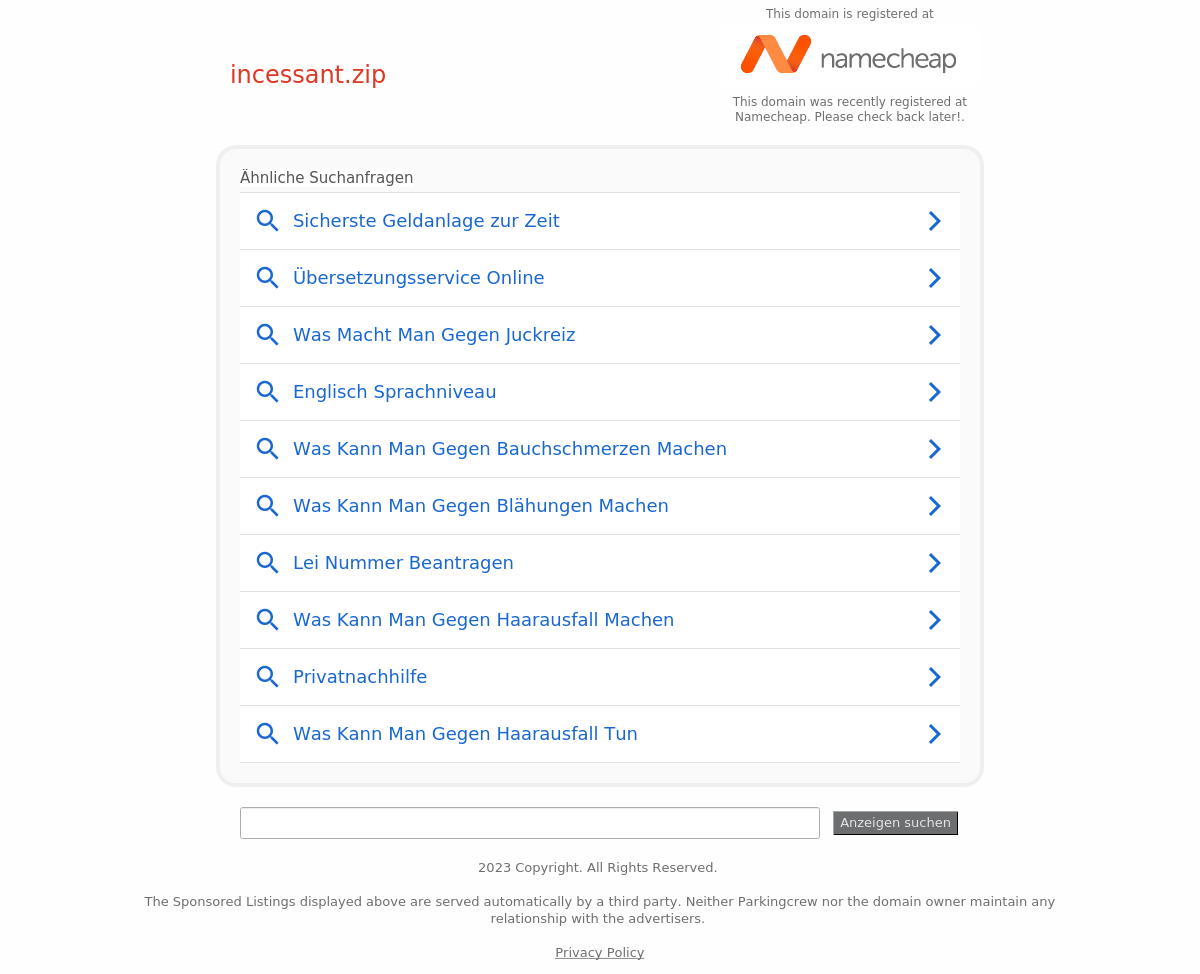 This domain is registered at
namecheap
incessant.zip
This domain was recently registered at
Namecheap. Please check back later!.
Ähnliche Suchanfragen
Sicherste Geldanlage zur Zeit
Übersetzungsservice Online
Was Macht Man Gegen Juckreiz
Englisch Sprachniveau
Was Kann Man Gegen Bauchschmerzen Machen
Was Kann Man Gegen Blähungen Machen
Lei Nummer Beantragen
Was Kann Man Gegen Haarausfall Machen
Privatnachhilfe
Was Kann Man Gegen Haarausfall Tun
Anzeigen suchen
2023 Copyright. All Rights Reserved.
The Sponsored Listings displayed above are served automatically by a third party. Neither Parkingcrew nor the domain owner maintain any
relationship with the advertisers.
Privacy Policy